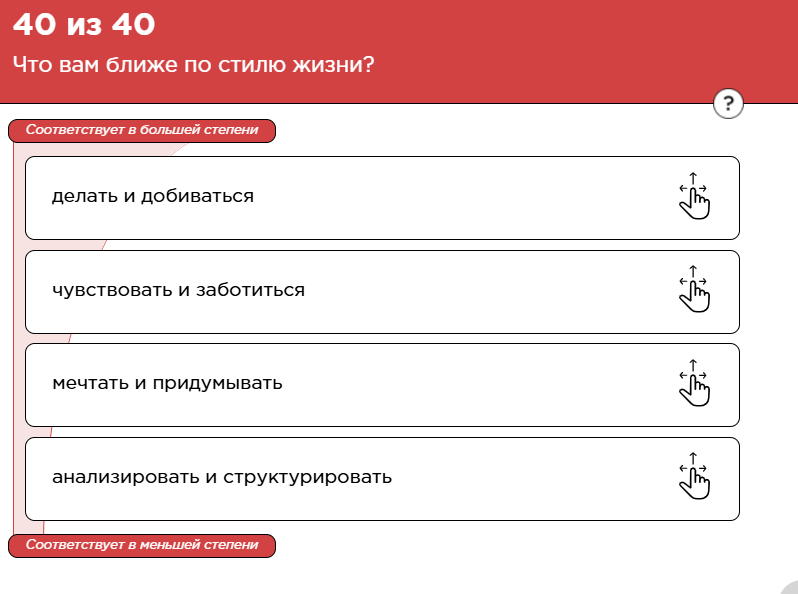 40 из 40
Что вам ближе по стилю жизни?
?
Соответствует в большей степени
делать и добиваться
чувствовать и заботиться
мечтать и придумывать
анализировать и структурировать
Соответствует в меньшей степени